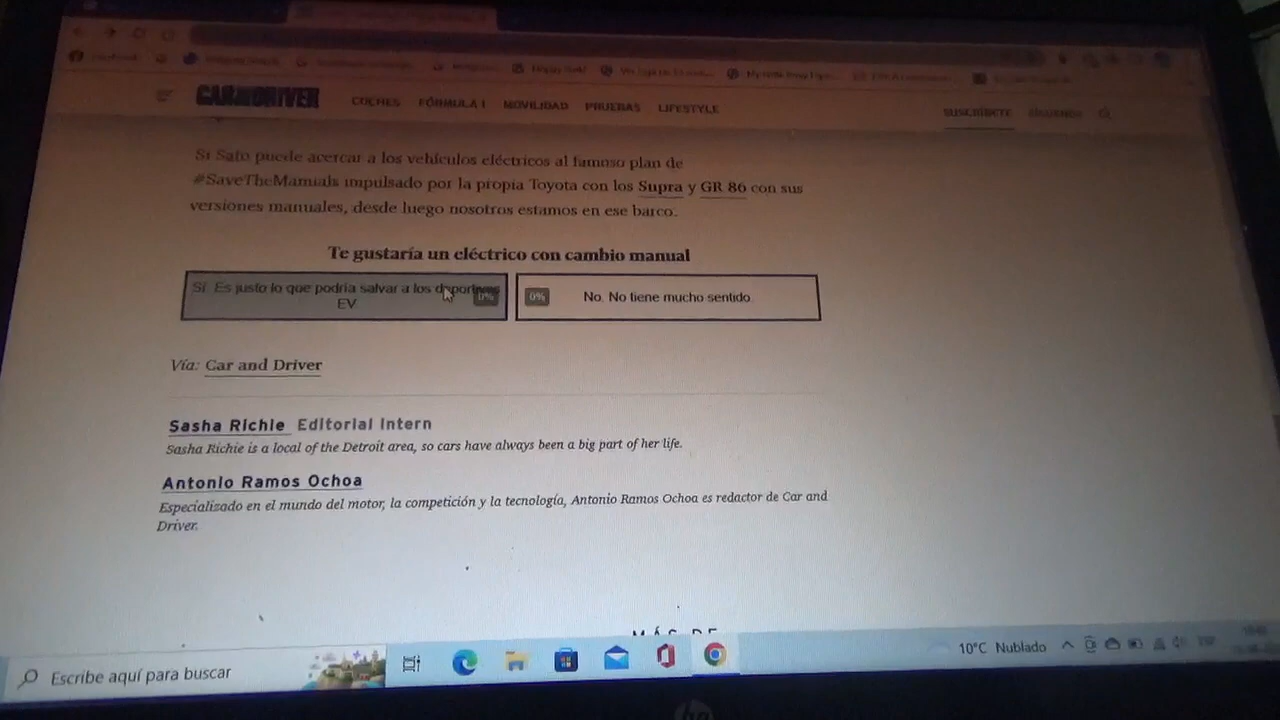 CAR AND DRIVER
COCHES FÓRMULA 1 MOVILIDAD PRUEBAS LIFESTYLE
SUSCRÍBETE SÍGUENOS
Si Sato puede acercar a los vehículos eléctricos al famoso plan de
#SaveTheManuals impulsado por la propia Toyota con los Supra y GR 86 con sus
versiones manuales, desde luego nosotros estamos en ese barco.
Te gustaría un eléctrico con cambio manual
Sí. Es justo lo que podría salvar a los deportivos 0%
EV
0% No. No tiene mucho sentido.
Vía: Car and Driver
Sasha Richie Editorial Intern
Sasha Richie is a local of the Detroit area, so cars have always been a big part of her life.
Antonio Ramos Ochoa
Especializado en el mundo del motor, la competición y la tecnología, Antonio Ramos Ochoa es redactor de Car and
Driver.
MÁS DE
Escribe aquí para buscar
10°C Nublado
hp